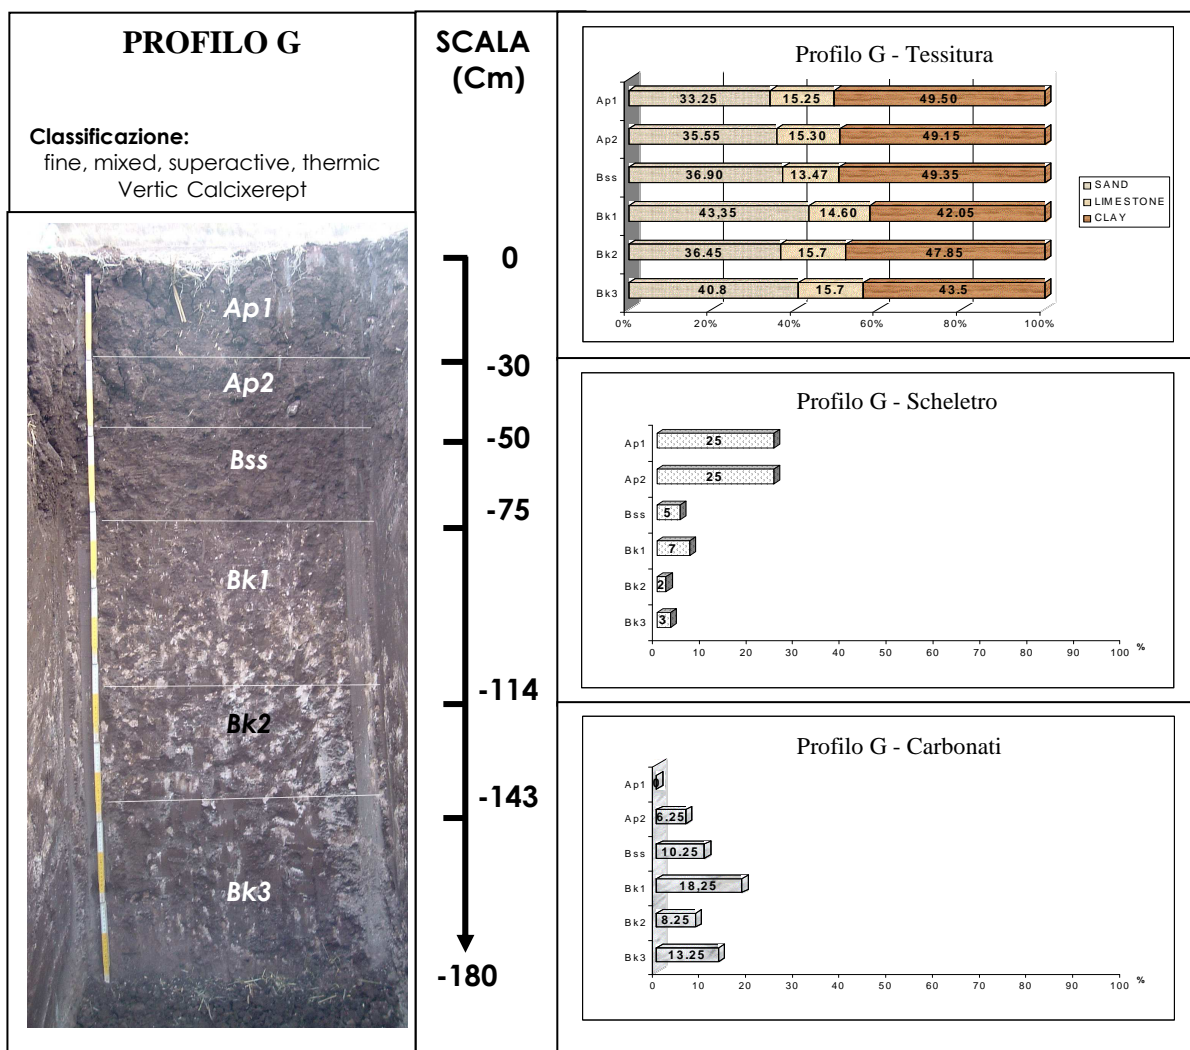 PROFILO G
Classificazione:
fine, mixed, superactive, thermic
Vertic Calcixerept
Ap1
Ap2
Bss
Bk1
Bk2
Bk3
SCALA
(Cm)
0
-30
-50
-75
-114
-143
-180
Profilo G - Tessitura
Ap1 33.25 15.25 49.50
Ap2 35.55 15.30 49.15
Bss 36.90 13.47 49.35
Bk1 43,35 14.60 42.05
Bk2 36.45 15.7 47.85
Bk3 40.8 15.7 43.5
0% 20% 40% 60% 80% 100%
SAND
LIMESTONE
CLAY
Profilo G - Scheletro
Ap1 25
Ap2 25
Bss 5
Bk1 7
Bk2 2
Bk3 3
0 10 20 30 40 50 60 70 80 90 100 %
Profilo G - Carbonati
Ap1 0
Ap2 6.25
Bss 10.25
Bk1 18,25
Bk2 8.25
Bk3 13.25
0 10 20 30 40 50 60 70 80 90 100 %